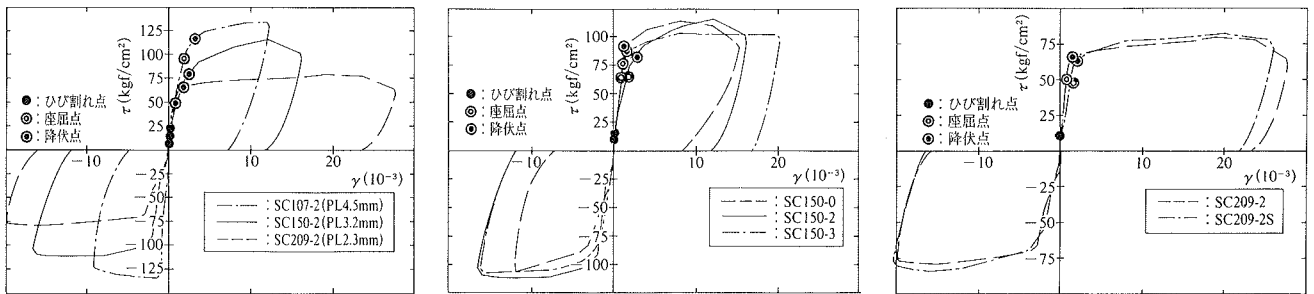 τ(kgf/cm²)
125
100
75
50
25
●：ひび割れ点
◎：座屈点
◉：降伏点
−10
10
20
γ(10⁻³)
−25
−50
−75
−100
−125
SC107-2(PL4.5mm)
SC150-2(PL3.2mm)
SC209-2(PL2.3mm)
τ(kgf/cm²)
100
75
50
25
●：ひび割れ点
◎：座屈点
◉：降伏点
−10
10
20
γ(10⁻³)
−25
−50
−75
100
：SC150-0
：SC150-2
：SC150-3
τ(kgf/cm²)
75
50
25
●：ひび割れ点
◎：座屈点
◉：降伏点
−10
10
20
γ(10⁻³)
−25
−50
−75
：SC209-2
：SC209-2S